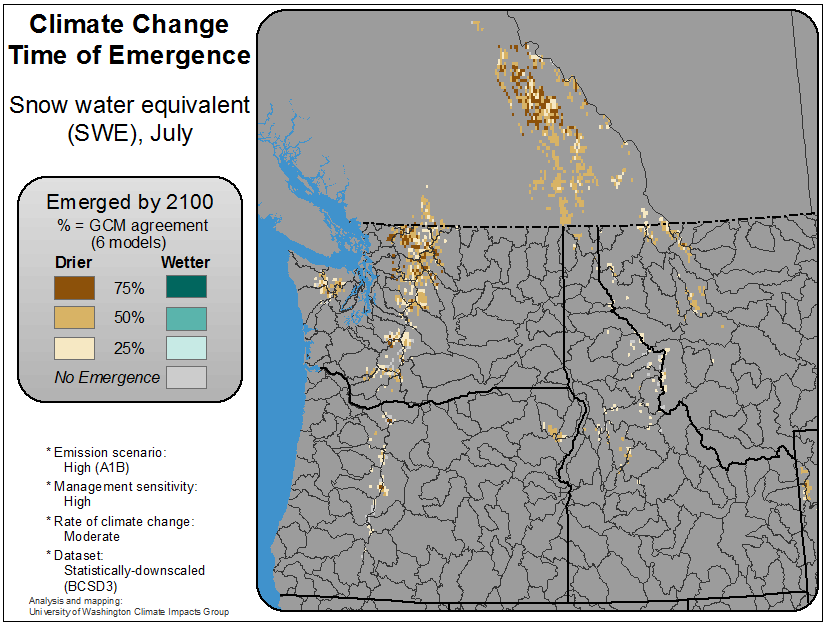 Climate Change
Time of Emergence
Snow water equivalent
(SWE), July
Emerged by 2100
% = GCM agreement
(6 models)
Drier Wetter
75%
50%
25%
No Emergence
* Emission scenario:
High (A1B)
* Management sensitivity:
High
* Rate of climate change:
Moderate
* Dataset:
Statistically-downscaled
(BCSD3)
Analysis and mapping:
University of Washington Climate Impacts Group